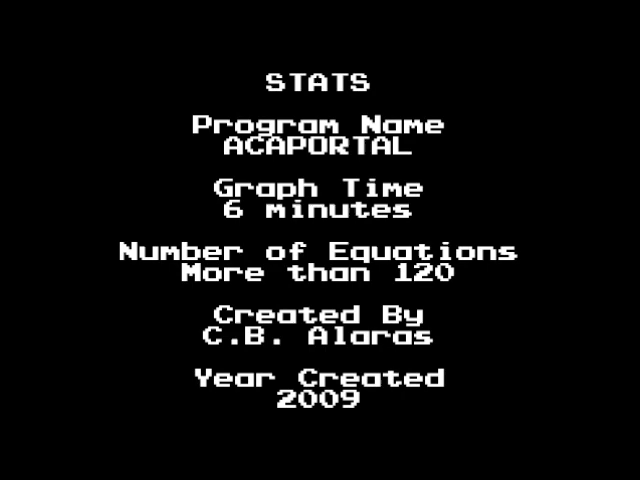 STATS
Program Name
ACAPORTAL
Graph Time
6 minutes
Number of Equations
More than 120
Created By
C.B. Alaras
Year Created
2009